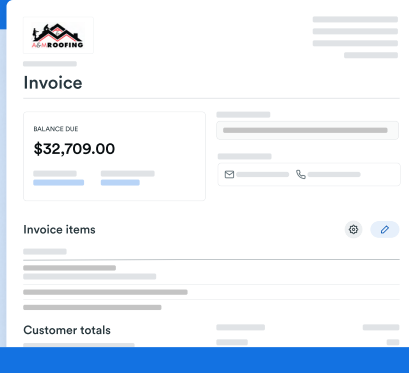 A&M ROOFING
Invoice
BALANCE DUE
$32,709.00
Invoice items
Customer totals